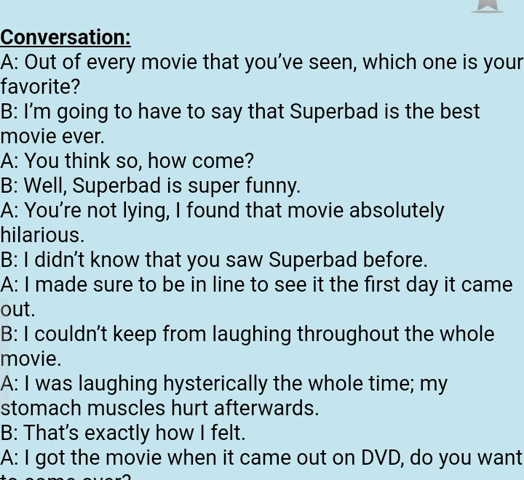 Conversation:
A: Out of every movie that you’ve seen, which one is your
favorite?
B: I’m going to have to say that Superbad is the best
movie ever.
A: You think so, how come?
B: Well, Superbad is super funny.
A: You’re not lying, I found that movie absolutely
hilarious.
B: I didn’t know that you saw Superbad before.
A: I made sure to be in line to see it the first day it came
out.
B: I couldn’t keep from laughing throughout the whole
movie.
A: I was laughing hysterically the whole time; my
stomach muscles hurt afterwards.
B: That’s exactly how I felt.
A: I got the movie when it came out on DVD, do you want
to come over?